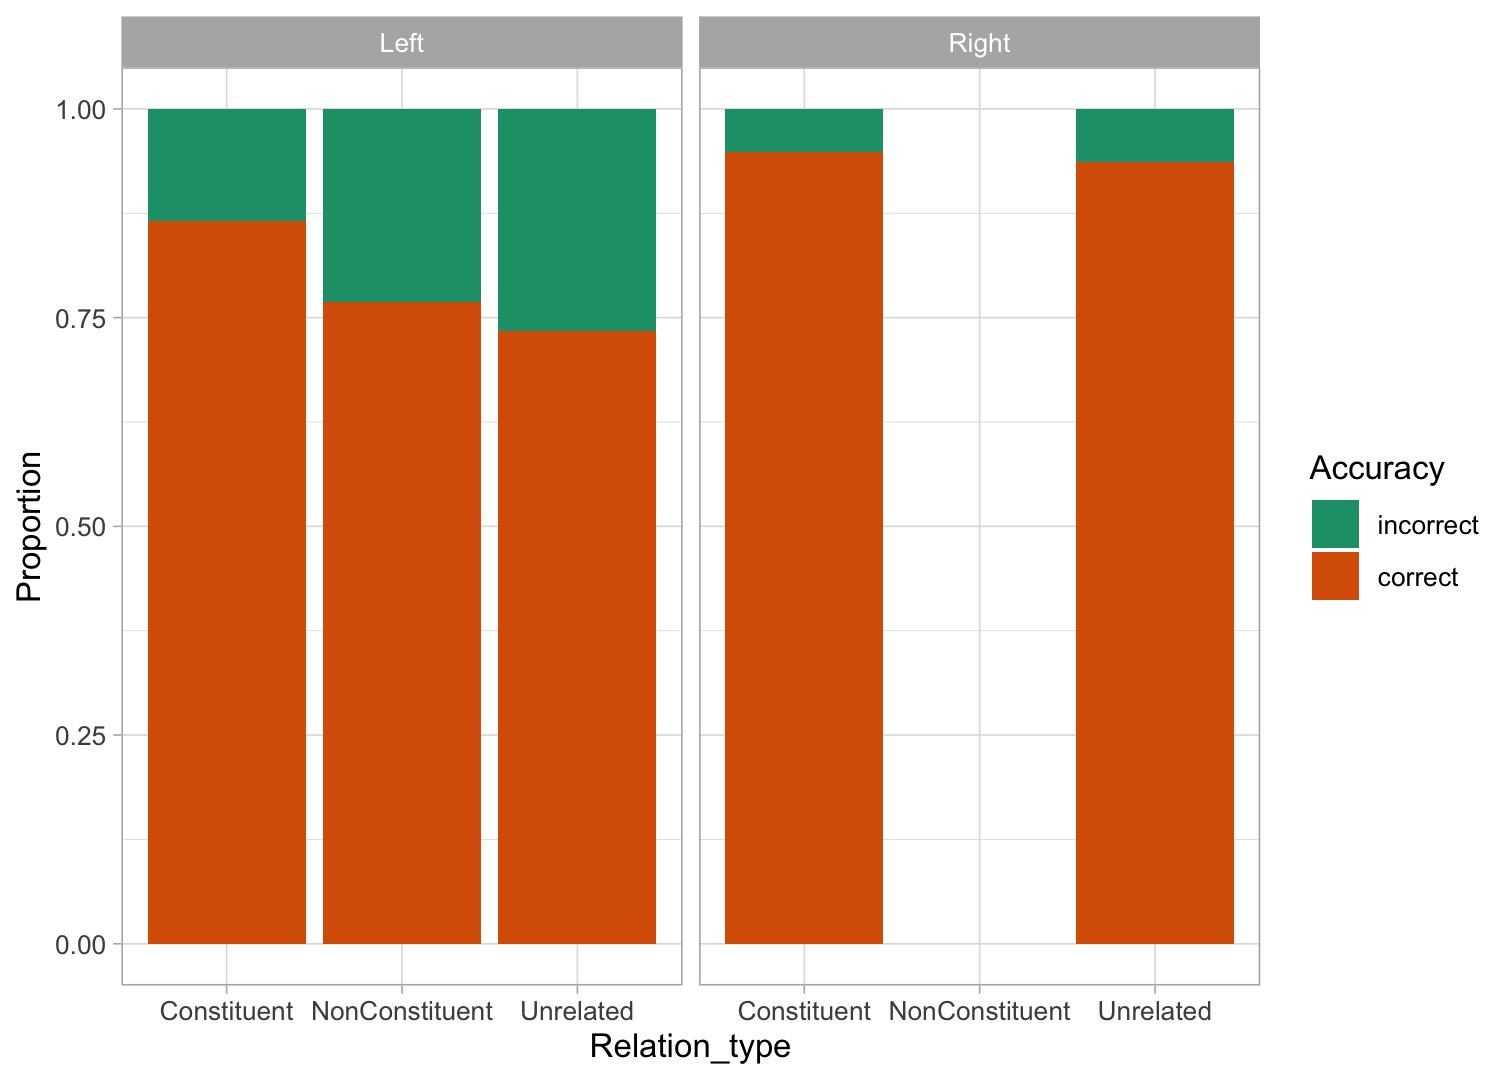 Left
Right
1.00
0.75
0.50
0.25
0.00
Proportion
Constituent NonConstituent Unrelated
Constituent NonConstituent Unrelated
Relation_type
Accuracy
incorrect
correct